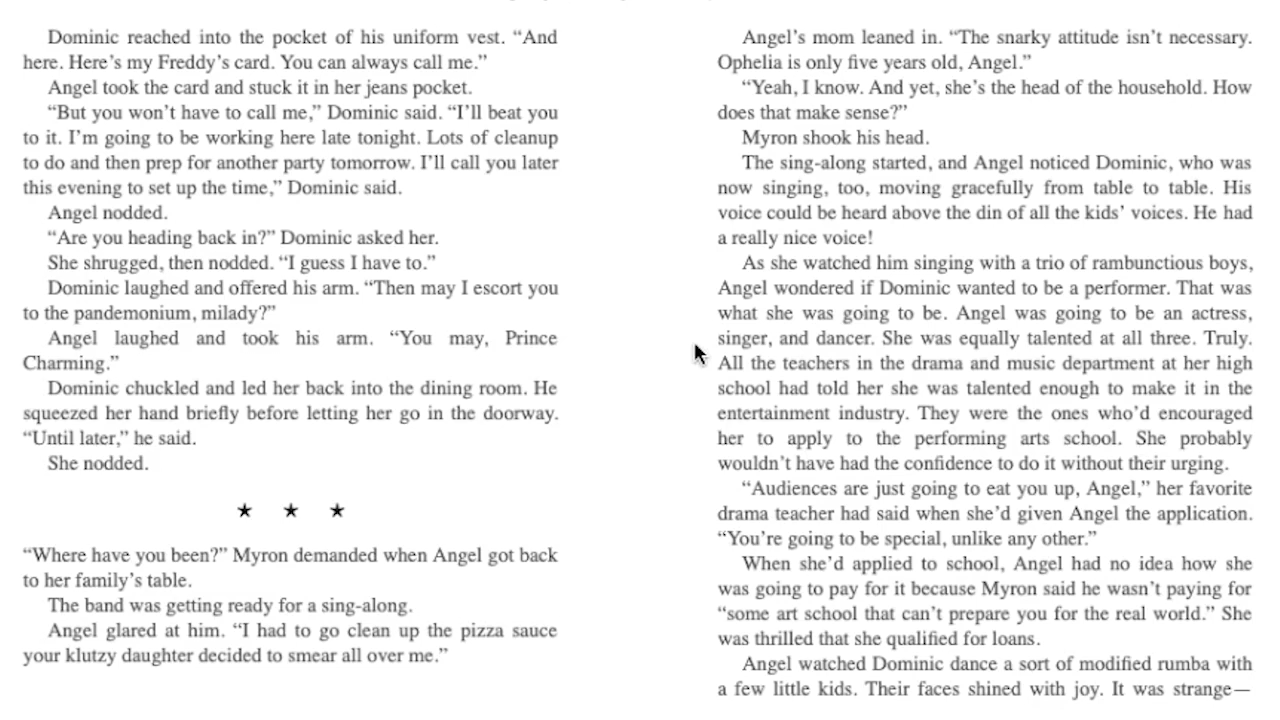 Dominic reached into the pocket of his uniform vest. “And
here. Here’s my Freddy’s card. You can always call me.”
Angel took the card and stuck it in her jeans pocket.
“But you won’t have to call me,” Dominic said. “I’ll beat you
to it. I’m going to be working here late tonight. Lots of cleanup
to do and then prep for another party tomorrow. I’ll call you later
this evening to set up the time,” Dominic said.
Angel nodded.
“Are you heading back in?” Dominic asked her.
She shrugged, then nodded. “I guess I have to.”
Dominic laughed and offered his arm. “Then may I escort you
to the pandemonium, milady?”
Angel laughed and took his arm. “You may, Prince
Charming.”
Dominic chuckled and led her back into the dining room. He
squeezed her hand briefly before letting her go in the doorway.
“Until later,” he said.
She nodded.
★ ★ ★
“Where have you been?” Myron demanded when Angel got back
to her family’s table.
The band was getting ready for a sing-along.
Angel glared at him. “I had to go clean up the pizza sauce
your klutzy daughter decided to smear all over me.”
Angel’s mom leaned in. “The snarky attitude isn’t necessary.
Ophelia is only five years old, Angel.”
“Yeah, I know. And yet, she’s the head of the household. How
does that make sense?”
Myron shook his head.
The sing-along started, and Angel noticed Dominic, who was
now singing, too, moving gracefully from table to table. His
voice could be heard above the din of all the kids’ voices. He had
a really nice voice!
As she watched him singing with a trio of rambunctious boys,
Angel wondered if Dominic wanted to be a performer. That was
what she was going to be. Angel was going to be an actress,
singer, and dancer. She was equally talented at all three. Truly.
All the teachers in the drama and music department at her high
school had told her she was talented enough to make it in the
entertainment industry. They were the ones who’d encouraged
her to apply to the performing arts school. She probably
wouldn’t have had the confidence to do it without their urging.
“Audiences are just going to eat you up, Angel,” her favorite
drama teacher had said when she’d given Angel the application.
“You’re going to be special, unlike any other.”
When she’d applied to school, Angel had no idea how she
was going to pay for it because Myron said he wasn’t paying for
“some art school that can’t prepare you for the real world.” She
was thrilled that she qualified for loans.
Angel watched Dominic dance a sort of modified rumba with
a few little kids. Their faces shined with joy. It was strange—